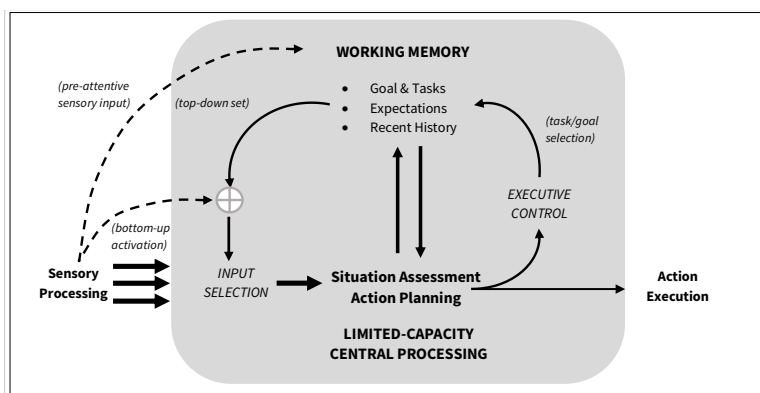 WORKING MEMORY
(pre-attentive
sensory input)
(top-down set)
• Goal & Tasks
• Expectations
• Recent History
(task/goal
selection)
EXECUTIVE
CONTROL
(bottom-up
activation)
Sensory
Processing
INPUT
SELECTION
Situation Assessment
Action Planning
Action
Execution
LIMITED-CAPACITY
CENTRAL PROCESSING